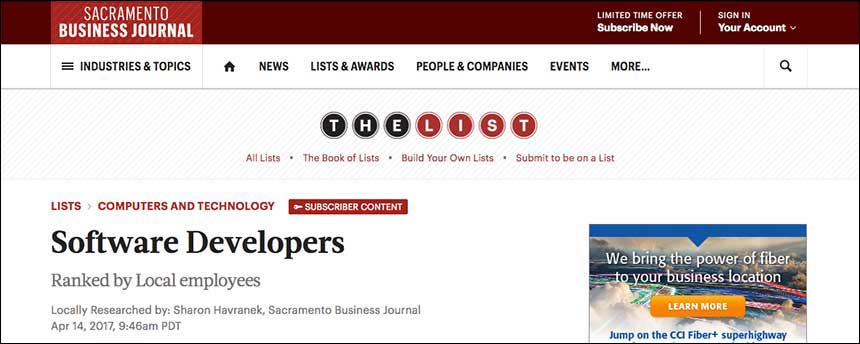 SACRAMENTO
BUSINESS JOURNAL
LIMITED TIME OFFER
Subscribe Now
SIGN IN
Your Account
INDUSTRIES & TOPICS
NEWS
LISTS & AWARDS
PEOPLE & COMPANIES
EVENTS
MORE...
THE LIST
All Lists • The Book of Lists • Build Your Own Lists • Submit to be on a List
LISTS > COMPUTERS AND TECHNOLOGY
SUBSCRIBER CONTENT
Software Developers
Ranked by Local employees
Locally Researched by: Sharon Havranek, Sacramento Business Journal
Apr 14, 2017, 9:46am PDT
We bring the power of fiber
to your business location
LEARN MORE
Jump on the CCI Fiber+ superhighway